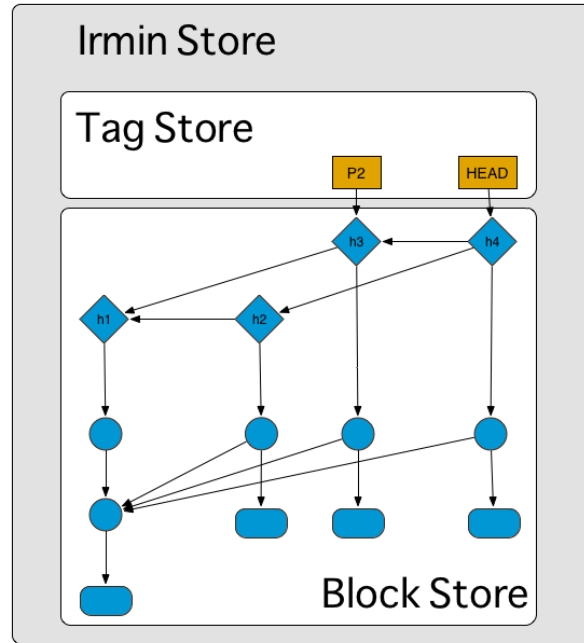 Irmin Store
Tag Store
P2 HEAD
h3 h4
h1 h2
Block Store